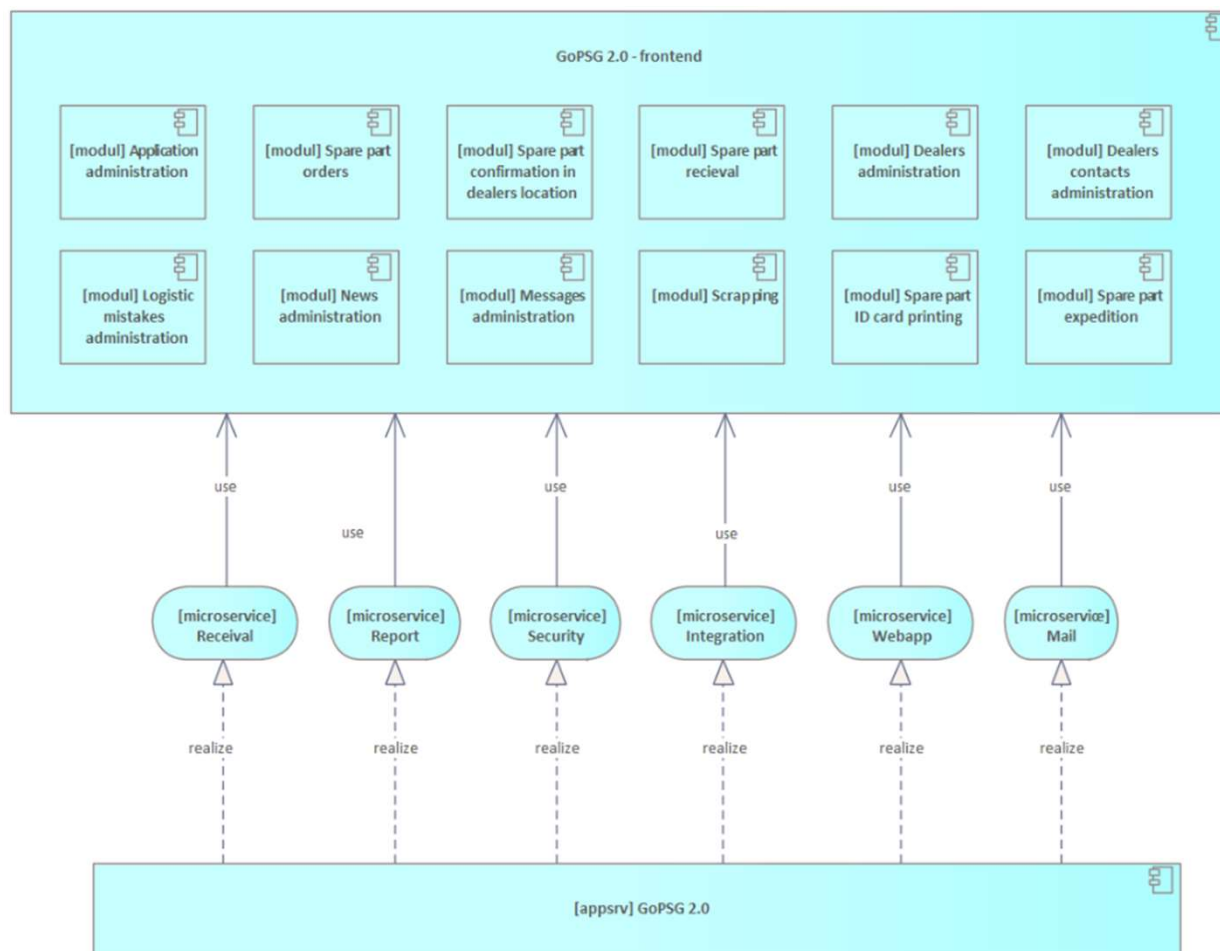 GoPSG 2.0 - frontend
[modul] Application
administration
[modul] Spare part
orders
[modul] Spare part
confirmation in
dealers location
[modul] Spare part
recieval
[modul] Dealers
administration
[modul] Dealers
contacts
administration
[modul] Logistic
mistakes
administration
[modul] News
administration
[modul] Messages
administration
[modul] Scrapping
[modul] Spare part
ID card printing
[modul] Spare part
expedition
use
use
use
use
use
use
[microservice]
Receival
[microservice]
Report
[microservice]
Security
[microservice]
Integration
[microservice]
Webapp
[microservice]
Mail
realize
realize
realize
realize
realize
realize
[appsrv] GoPSG 2.0